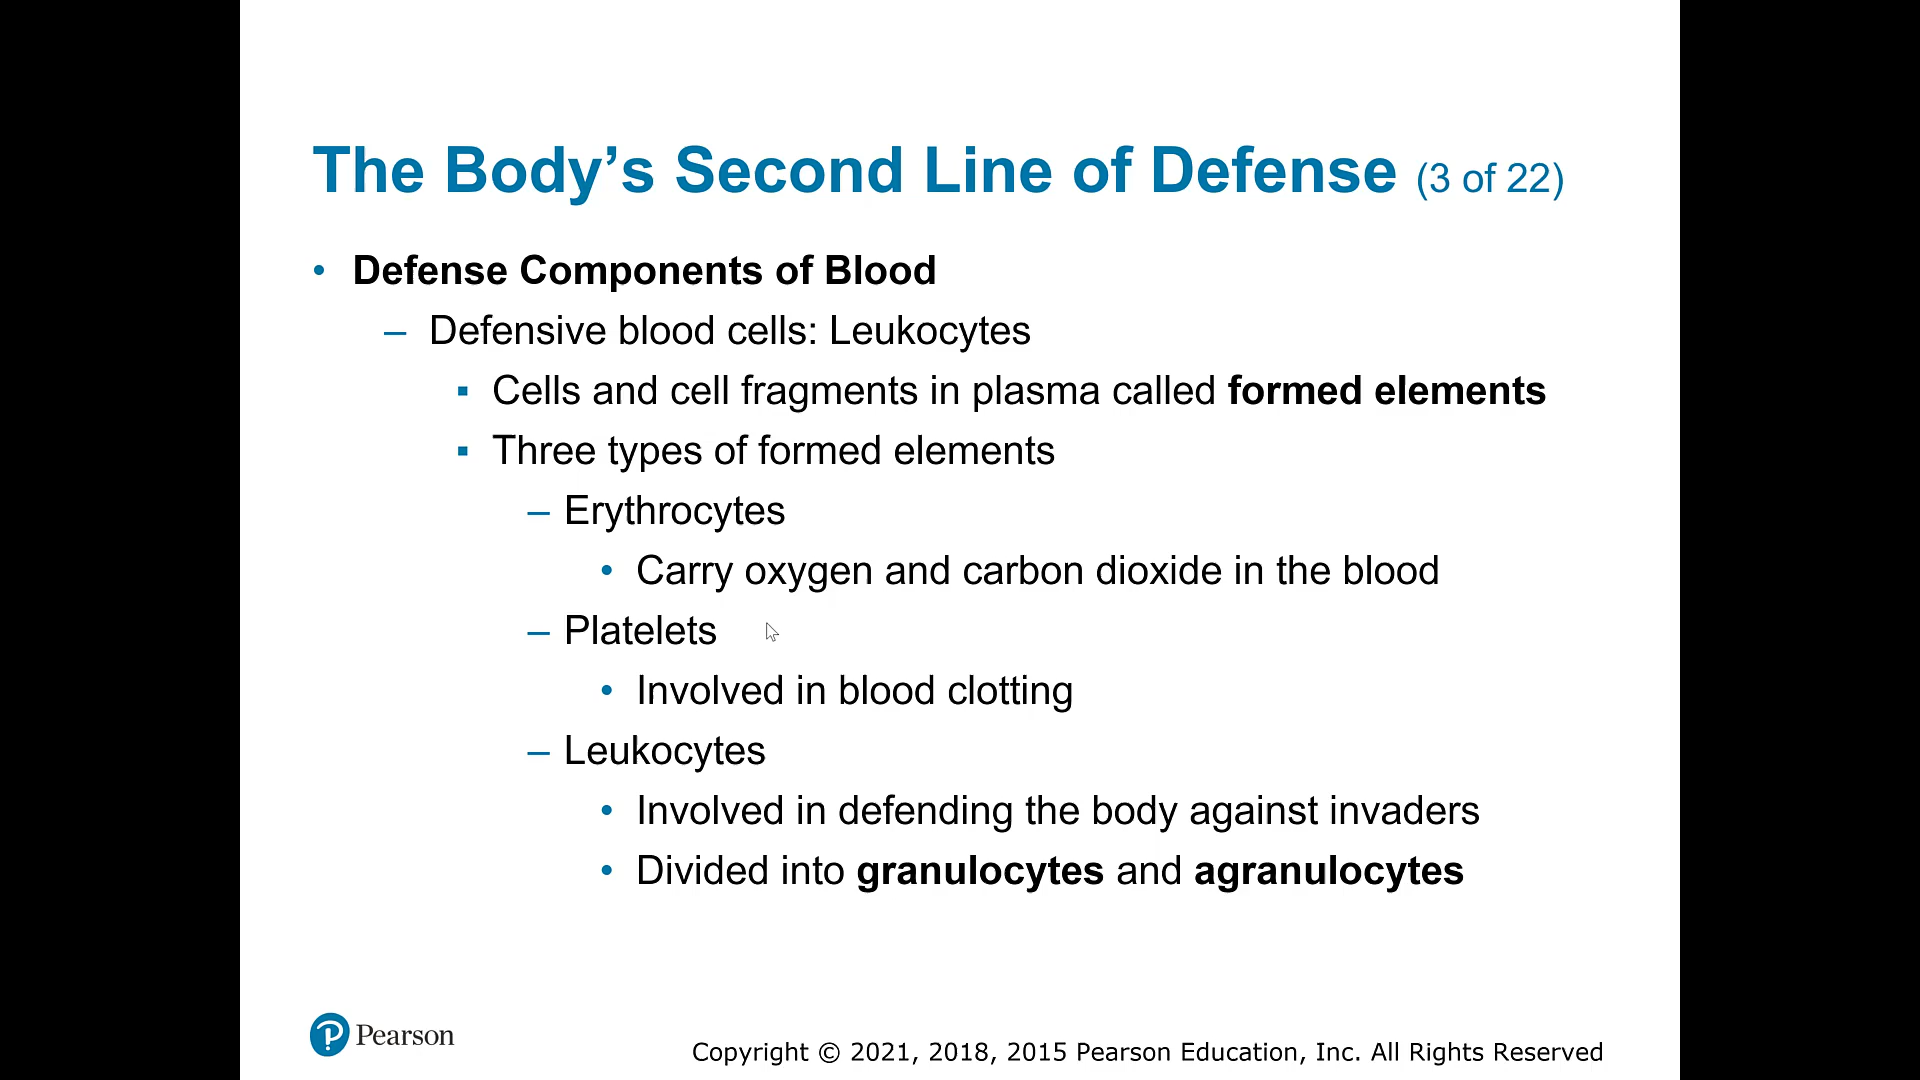 The Body’s Second Line of Defense (3 of 22)
• Defense Components of Blood
– Defensive blood cells: Leukocytes
▪ Cells and cell fragments in plasma called formed elements
▪ Three types of formed elements
– Erythrocytes
• Carry oxygen and carbon dioxide in the blood
– Platelets
• Involved in blood clotting
– Leukocytes
• Involved in defending the body against invaders
• Divided into granulocytes and agranulocytes
Pearson
Copyright © 2021, 2018, 2015 Pearson Education, Inc. All Rights Reserved